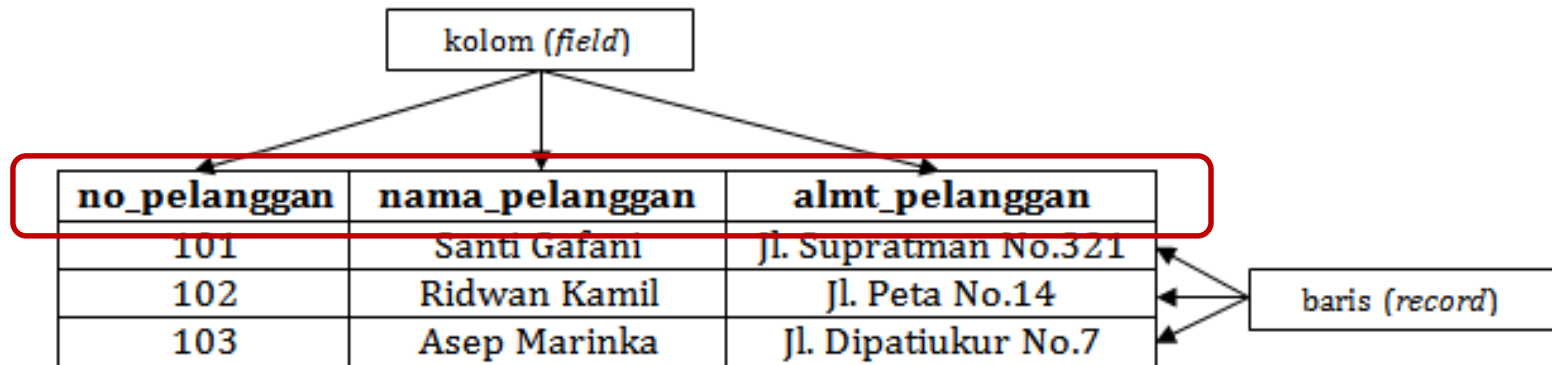 kolom (field)
no_pelanggan nama_pelanggan almt_pelanggan
101 Santi Gafani Jl. Supratman No.321
102 Ridwan Kamil Jl. Peta No.14
baris (record)
103 Asep Marinka Jl. Dipatiukur No.7